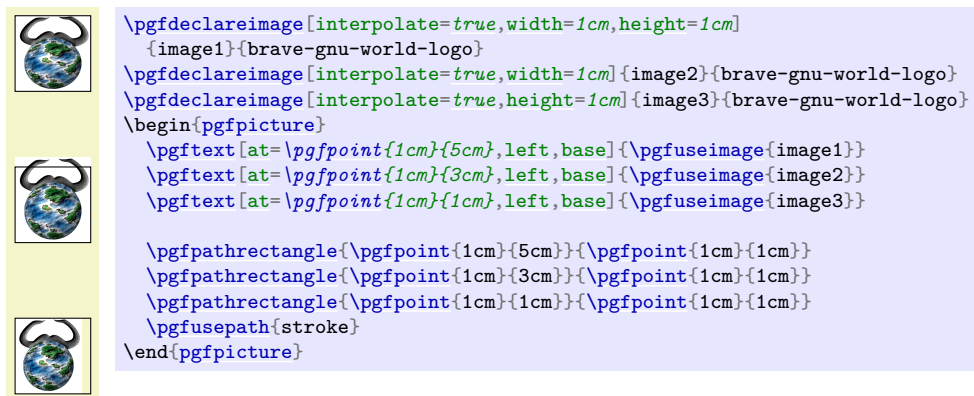 \pgfdeclareimage[interpolate=true,width=1cm,height=1cm]
{image1}{brave-gnu-world-logo}
\pgfdeclareimage[interpolate=true,width=1cm]{image2}{brave-gnu-world-logo}
\pgfdeclareimage[interpolate=true,height=1cm]{image3}{brave-gnu-world-logo}
\begin{pgfpicture}
\pgftext[at=\pgfpoint{1cm}{5cm},left,base]{\pgfuseimage{image1}}
\pgftext[at=\pgfpoint{1cm}{3cm},left,base]{\pgfuseimage{image2}}
\pgftext[at=\pgfpoint{1cm}{1cm},left,base]{\pgfuseimage{image3}}
\pgfpathrectangle{\pgfpoint{1cm}{5cm}}{\pgfpoint{1cm}{1cm}}
\pgfpathrectangle{\pgfpoint{1cm}{3cm}}{\pgfpoint{1cm}{1cm}}
\pgfpathrectangle{\pgfpoint{1cm}{1cm}}{\pgfpoint{1cm}{1cm}}
\pgfusepath{stroke}
\end{pgfpicture}